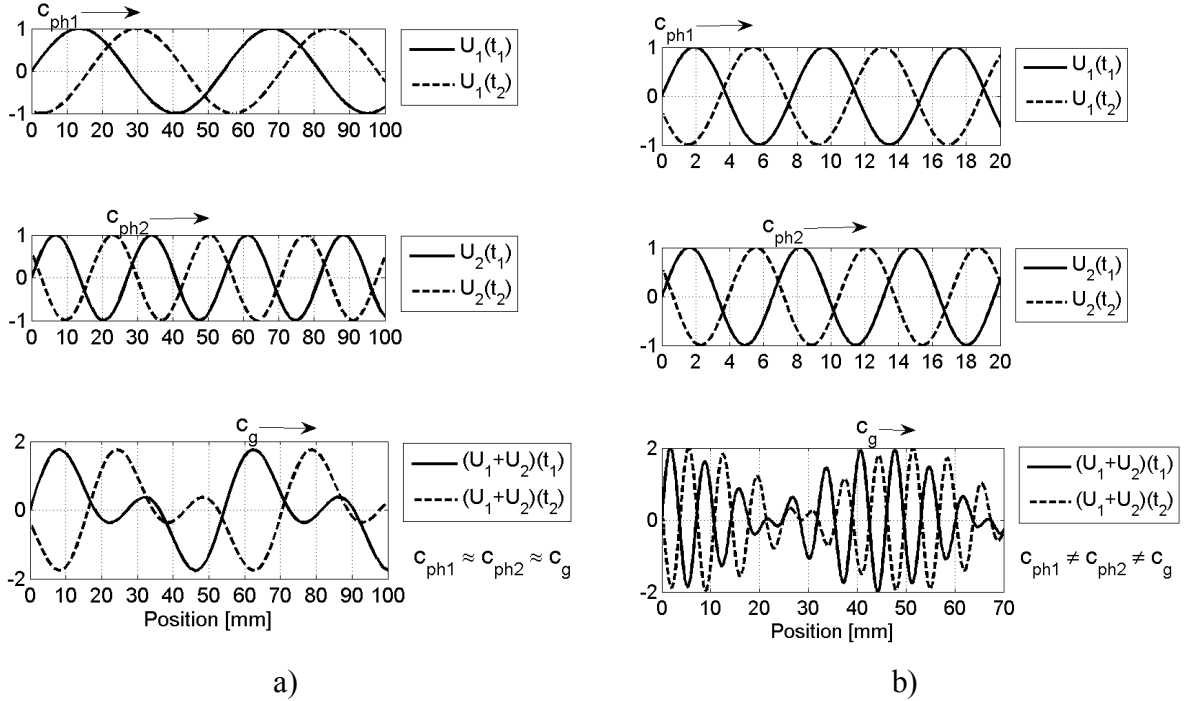 c_ph1
1
0
-1
0 10 20 30 40 50 60 70 80 90 100
U_1(t_1)
U_1(t_2)
c_ph2
1
0
-1
0 10 20 30 40 50 60 70 80 90 100
U_2(t_1)
U_2(t_2)
c_g
2
0
-2
0 10 20 30 40 50 60 70 80 90 100
Position [mm]
(U_1+U_2)(t_1)
(U_1+U_2)(t_2)
c_ph1 ≈ c_ph2 ≈ c_g
a)
c_ph1
1
0
-1
0 2 4 6 8 10 12 14 16 18 20
U_1(t_1)
U_1(t_2)
c_ph2
1
0
-1
0 2 4 6 8 10 12 14 16 18 20
U_2(t_1)
U_2(t_2)
c_g
2
0
-2
0 10 20 30 40 50 60 70
Position [mm]
(U_1+U_2)(t_1)
(U_1+U_2)(t_2)
c_ph1 ≠ c_ph2 ≠ c_g
b)